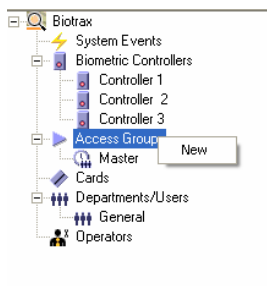 Biotrax
System Events
Biometric Controllers
Controller 1
Controller 2
Controller 3
Access Group
New
Master
Cards
Departments/Users
General
Operators